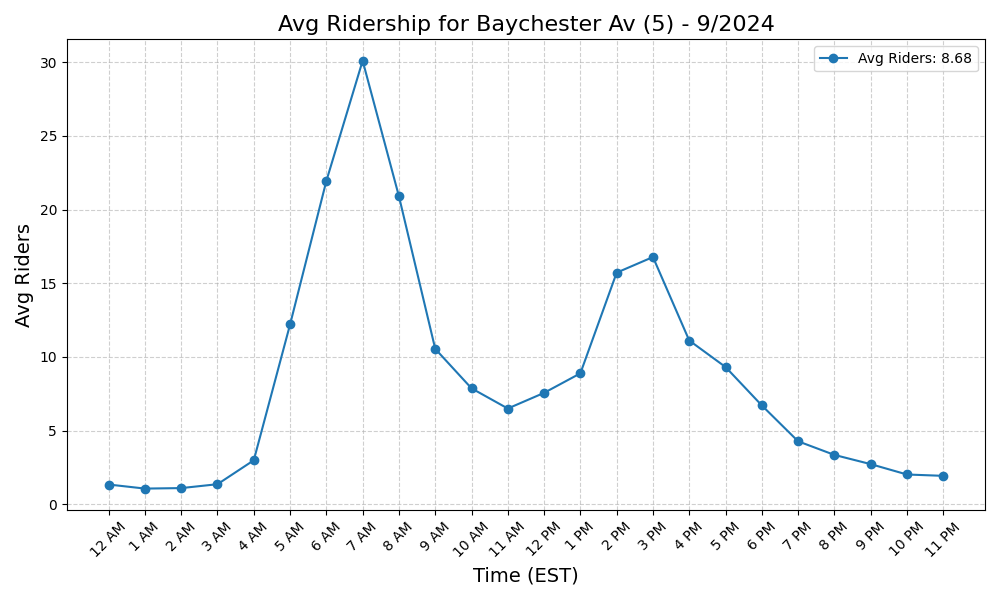 Avg Ridership for Baychester Av (5) - 9/2024
Avg Riders: 8.68
Avg Riders
30
25
20
15
10
5
0
12 AM
1 AM
2 AM
3 AM
4 AM
5 AM
6 AM
7 AM
8 AM
9 AM
10 AM
11 AM
12 PM
1 PM
2 PM
3 PM
4 PM
5 PM
6 PM
7 PM
8 PM
9 PM
10 PM
11 PM
Time (EST)